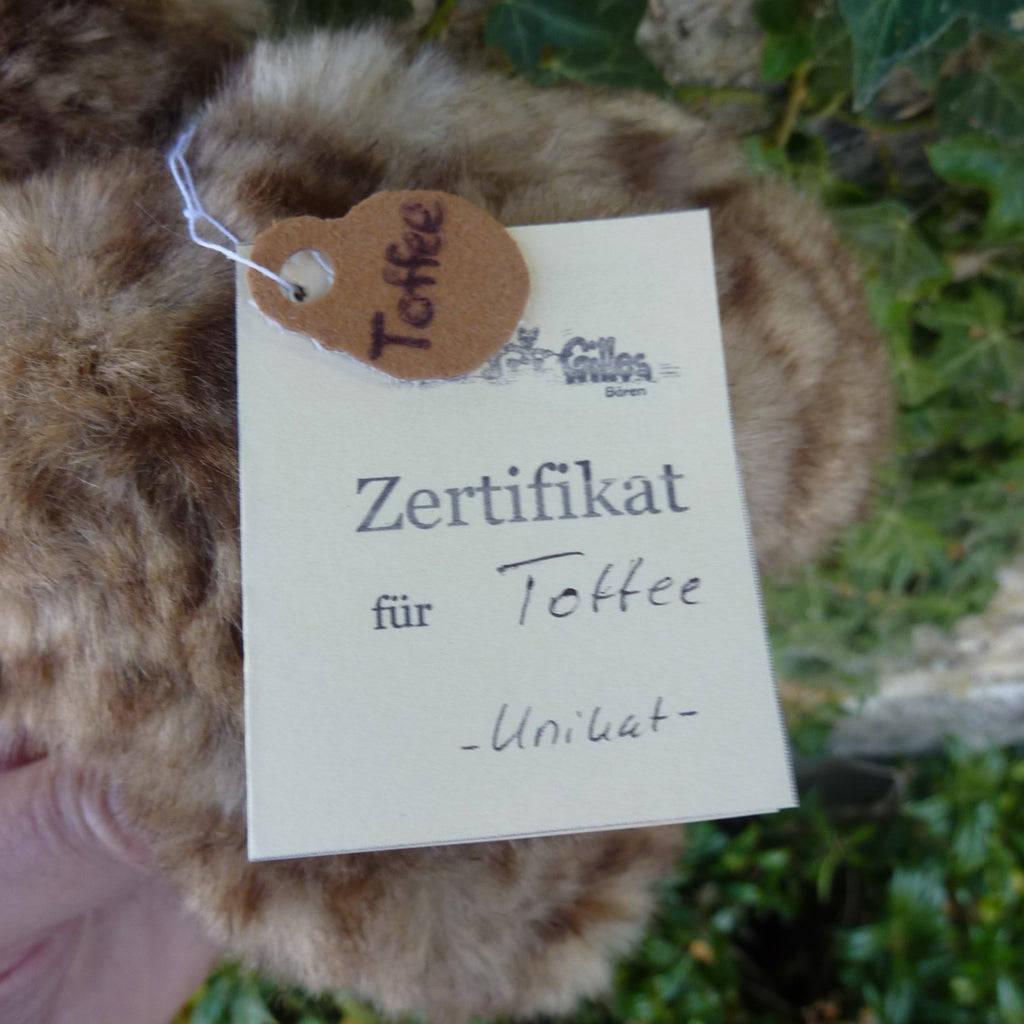 Toffee
Gilles
Bären
Zertifikat
für Toffee
- Unikat -